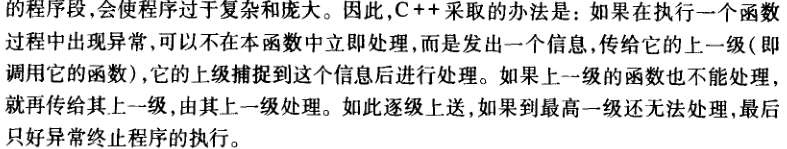 的程序段,会使程序过于复杂和庞大。因此,C++采取的办法是:如果在执行一个函数
过程中出现异常,可以不在本函数中立即处理,而是发出一个信息,传给它的上一级(即
调用它的函数),它的上级捕捉到这个信息后进行处理。如果上一级的函数也不能处理,
就再传给其上一级,由其上一级处理。如此逐级上送,如果到最高一级还无法处理,最后
只好异常终止程序的执行。